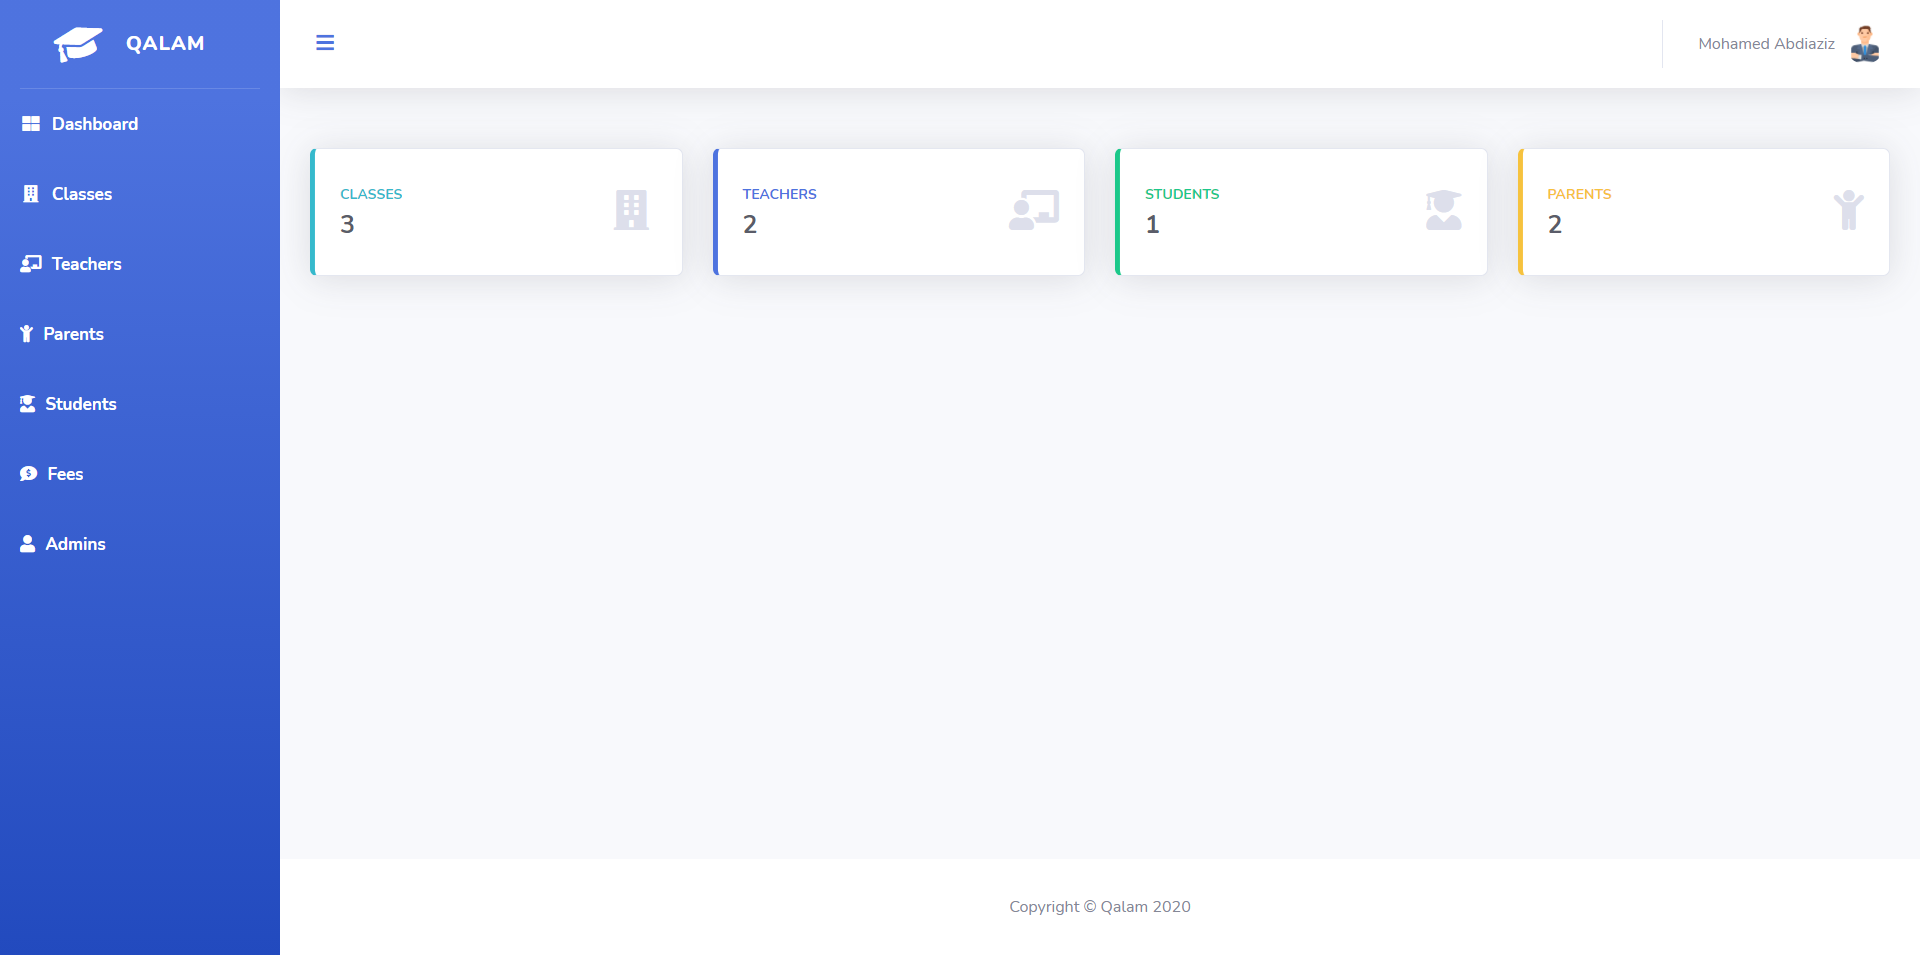 QALAM
Dashboard
Classes
Teachers
Parents
Students
Fees
Admins
Mohamed Abdiaziz
CLASSES
3
TEACHERS
2
STUDENTS
1
PARENTS
2
Copyright © Qalam 2020